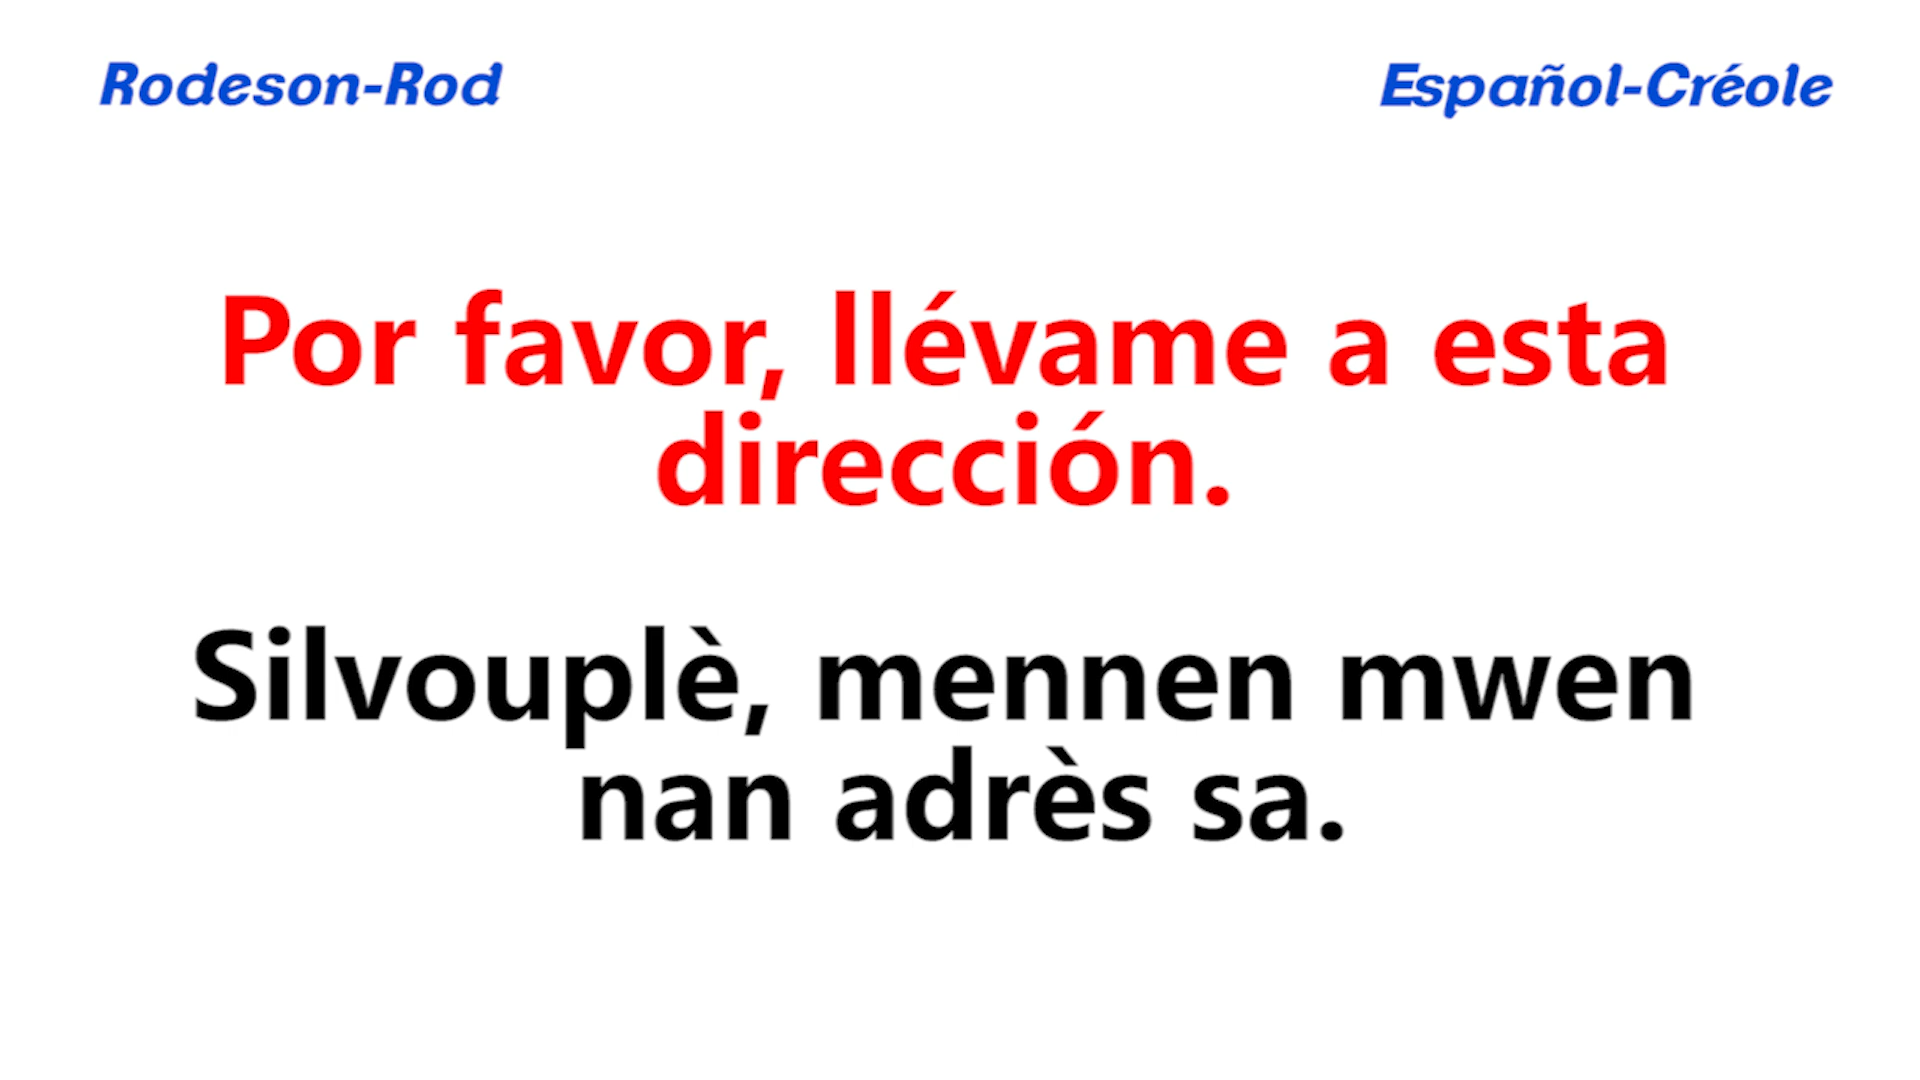 Rodeson-Rod
Español-Créole
Por favor, llévame a esta
dirección.
Silvouplè, mennen mwen
nan adrès sa.